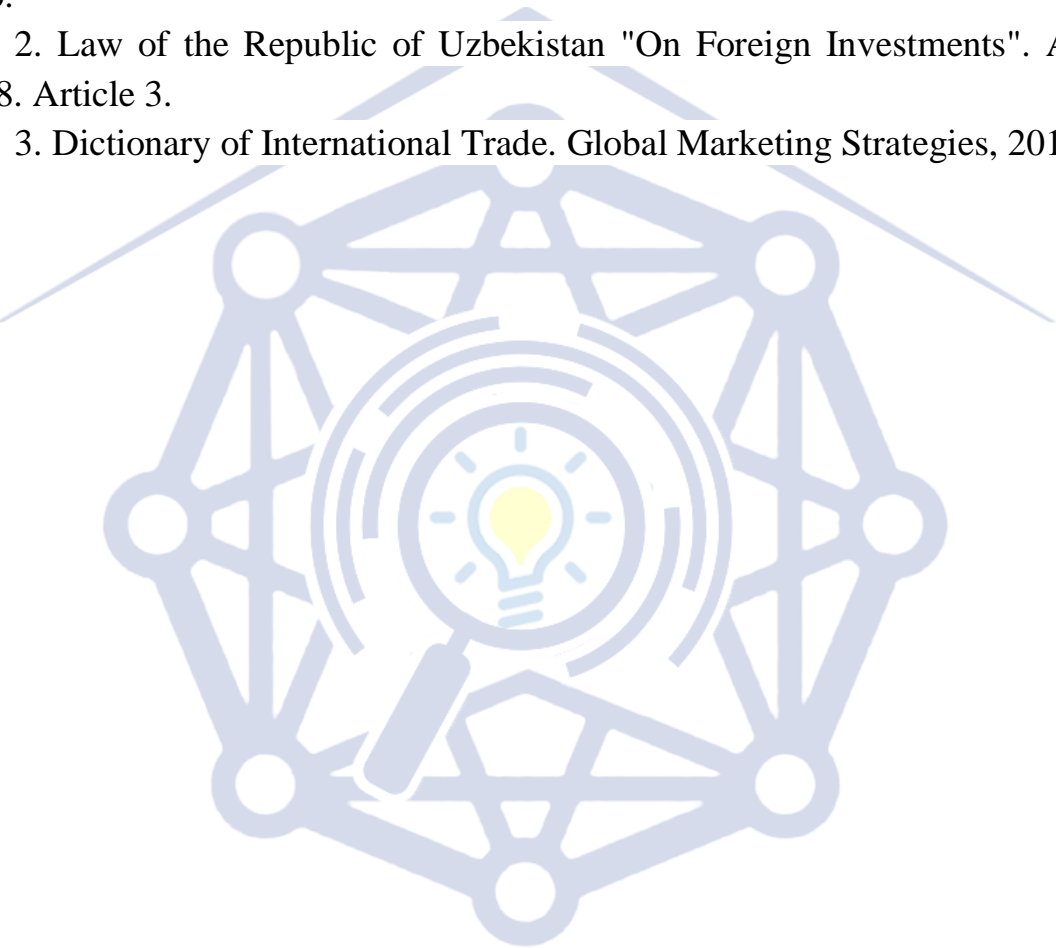 2. Law of the Republic of Uzbekistan "On Foreign Investments".
8. Article 3.
3. Dictionary of International Trade. Global Marketing Strategies, 201